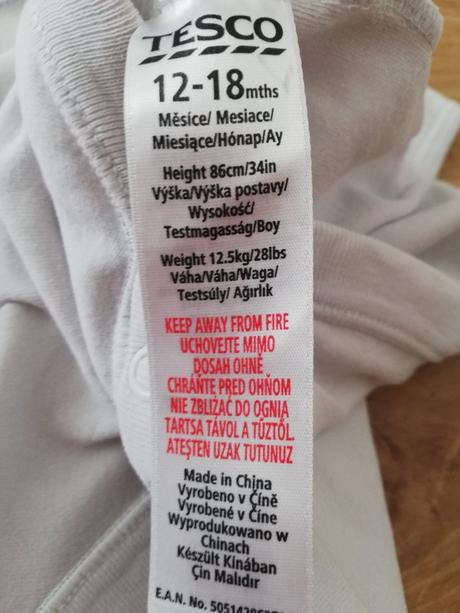 TESCO
12-18mths
Měsíce/ Mesiace/
Miesiące/Hónap/Ay
Height 86cm/34in
Výška/Výška postavy/
Wysokość/
Testmagasság/Boy
Weight 12.5kg/28lbs
Váha/Váha/Waga/
Testsúly/ Ağırlık
KEEP AWAY FROM FIRE
UCHOVEJTE MIMO
DOSAH OHNĚ
CHRÁŇTE PRED OHŇOM
NIE ZBLIŻAĆ DO OGNIA
TARTSA TÁVOL A TŰZTŐL.
ATEŞTEN UZAK TUTUNUZ
Made in China
Vyrobeno v Číně
Vyrobené v Číne
Wyprodukowano w
Chinach
Készült Kínában
Çin Malıdır
E.A.N. No.